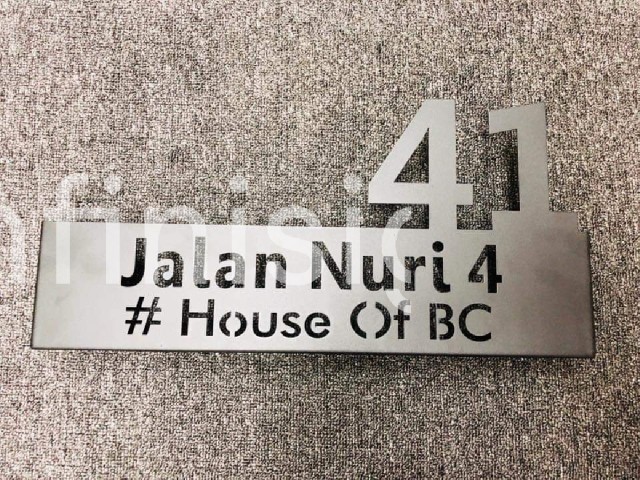 41
Jalan Nuri 4
# House Of BC